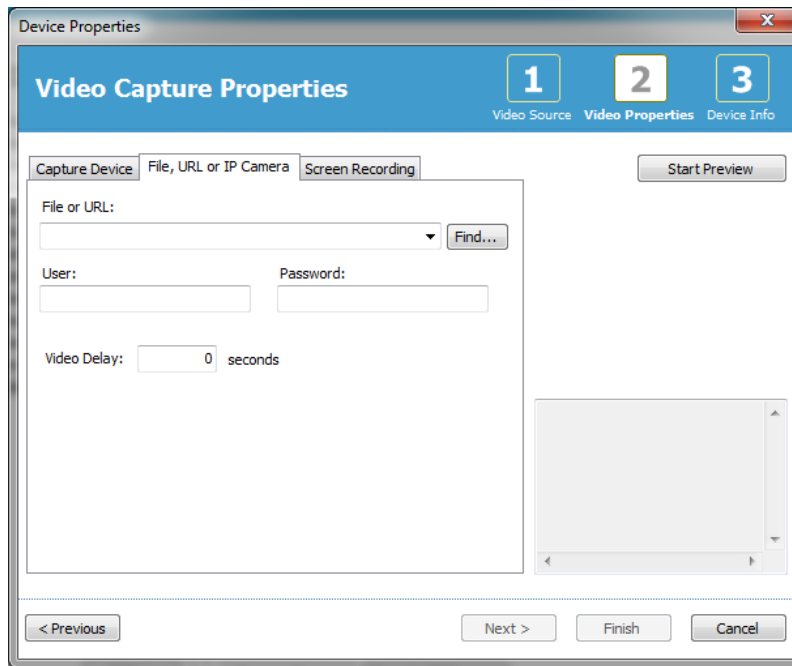 Device Properties
Video Capture Properties
1 2 3
Video Source Video Properties Device Info
Capture Device File, URL or IP Camera Screen Recording
Start Preview
File or URL:
Find...
User: Password:
Video Delay: 0 seconds
< Previous Next > Finish Cancel